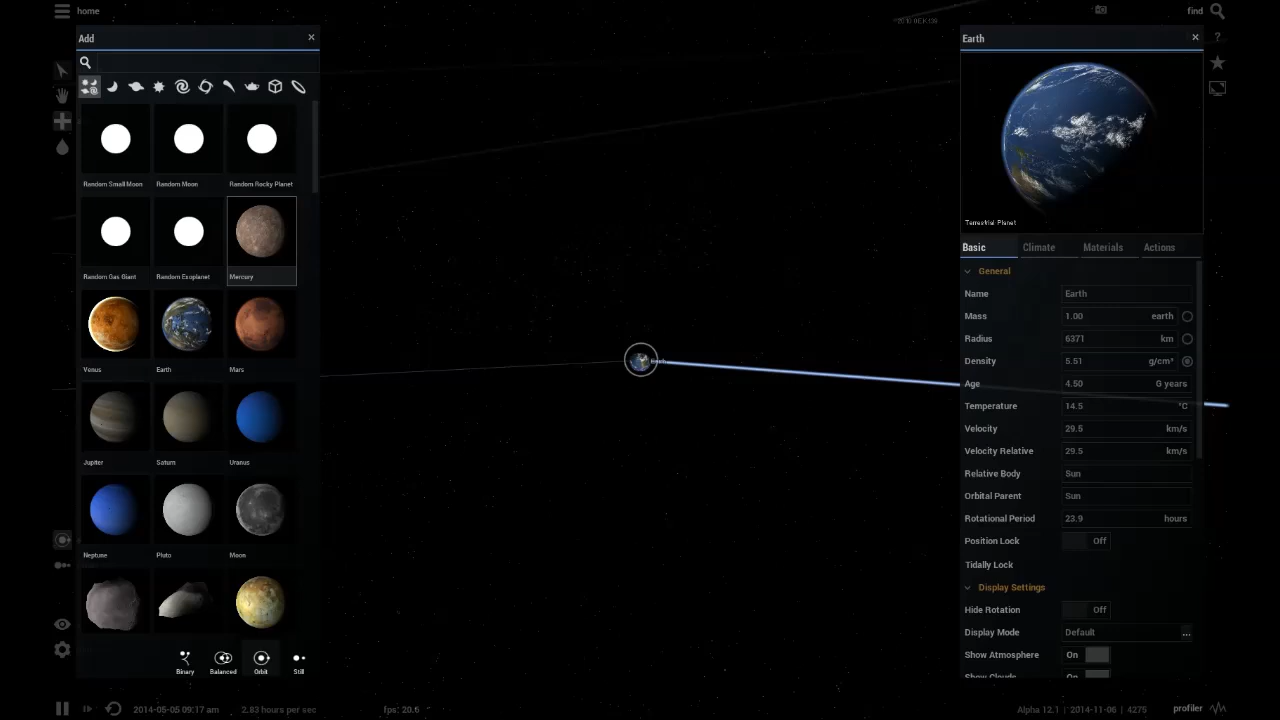 home
find
Add
Random Small Moon
Random Moon
Random Rocky Planet
Random Gas Giant
Random Exoplanet
Mercury
Venus
Earth
Mars
Jupiter
Saturn
Uranus
Neptune
Pluto
Moon
Binary
Balanced
Orbit
Still
Earth
Terrestrial Planet
Basic Climate Materials Actions
General
Name Earth
Mass 1.00 earth
Radius 6371 km
Density 5.51 g/cm³
Age 4.50 G years
Temperature 14.5 °C
Velocity 29.5 km/s
Velocity Relative 29.5 km/s
Relative Body Sun
Orbital Parent Sun
Rotational Period 23.9 hours
Position Lock Off
Tidally Lock
Display Settings
Hide Rotation Off
Display Mode Default ...
Show Atmosphere On
Show Clouds On
2014-05-05 09:17 am 2.83 hours per sec fps: 20.6
Alpha 12.1 | 2014-11-06 | 4275 profiler